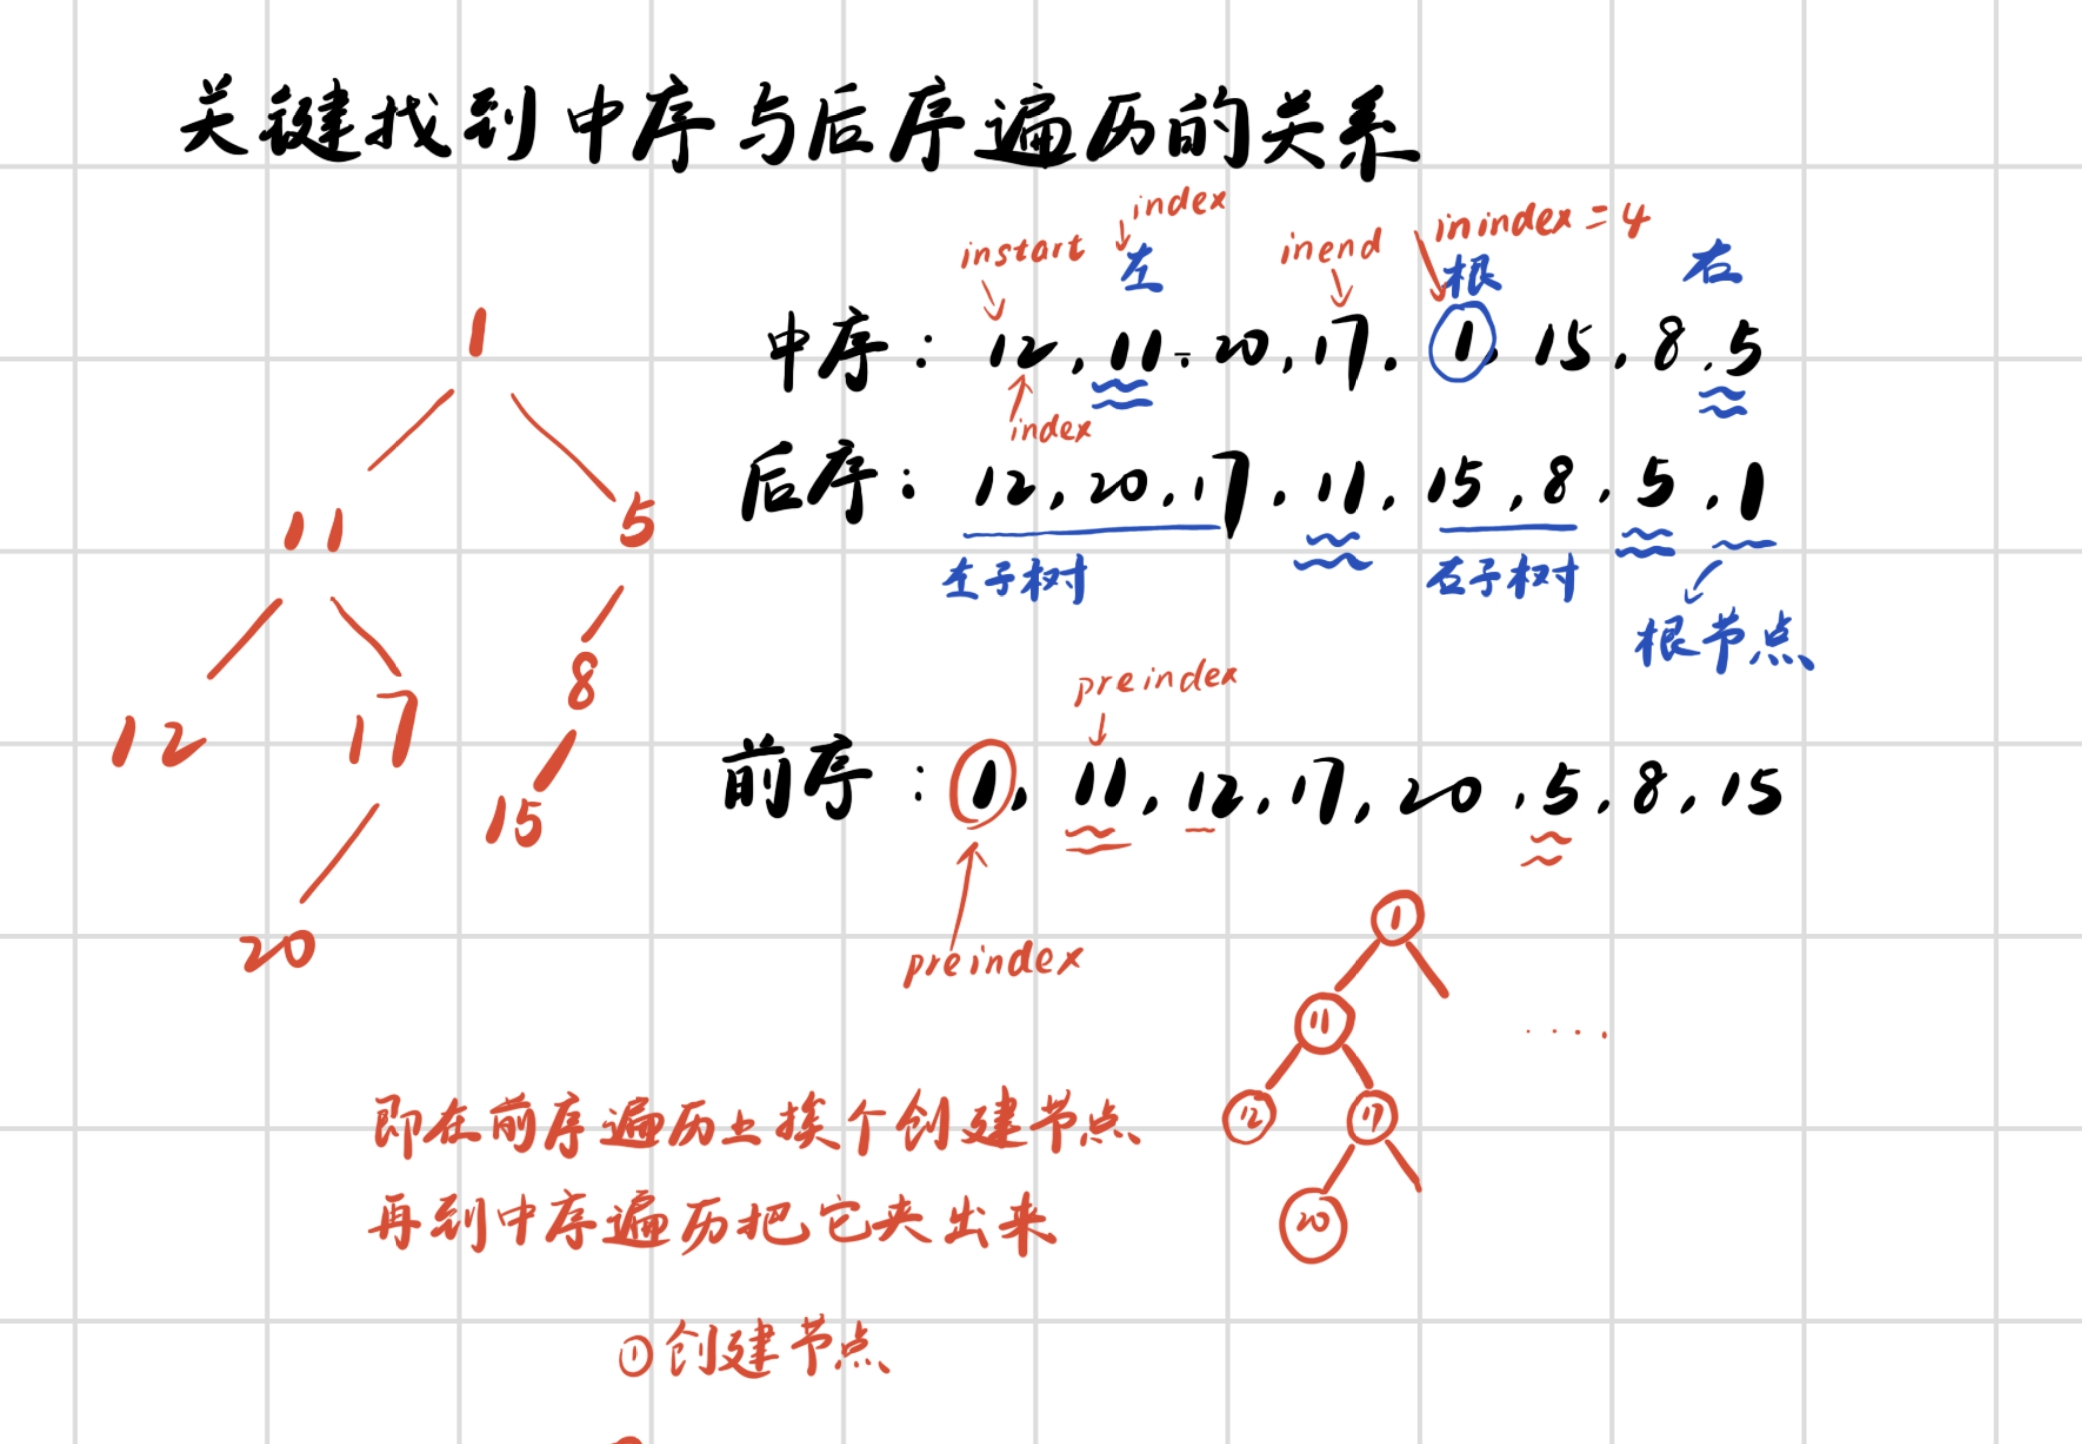 关键找到中序与后序遍历的关系
index
instart
inend
inindex = 4
左
根
右
中序: 12, 11. 20, 17. 1, 15. 8. 5
index
后序: 12, 20, 17. 11, 15, 8. 5. 1
左子树
右子树
根节点
preindex
前序: 1, 11, 12, 17, 20. 5, 8, 15
preindex
1
11
5
12
17
8
15
20
1
11
....
12
17
20
即在前序遍历上挨个创建节点
再到中序遍历把它夹出来
①创建节点